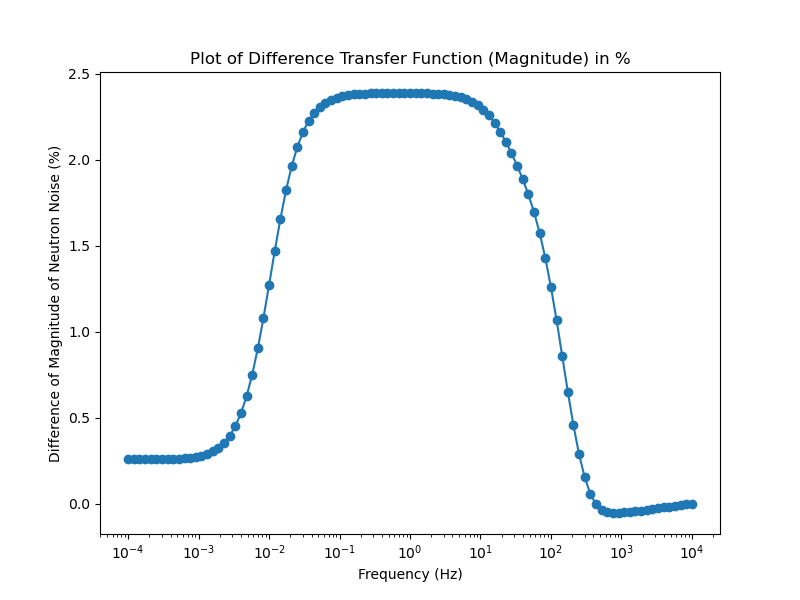 Plot of Difference Transfer Function (Magnitude) in %
Difference of Magnitude of Neutron Noise (%)
2.5
2.0
1.5
1.0
0.5
0.0
10⁻⁴ 10⁻³ 10⁻² 10⁻¹ 10⁰ 10¹ 10² 10³ 10⁴
Frequency (Hz)